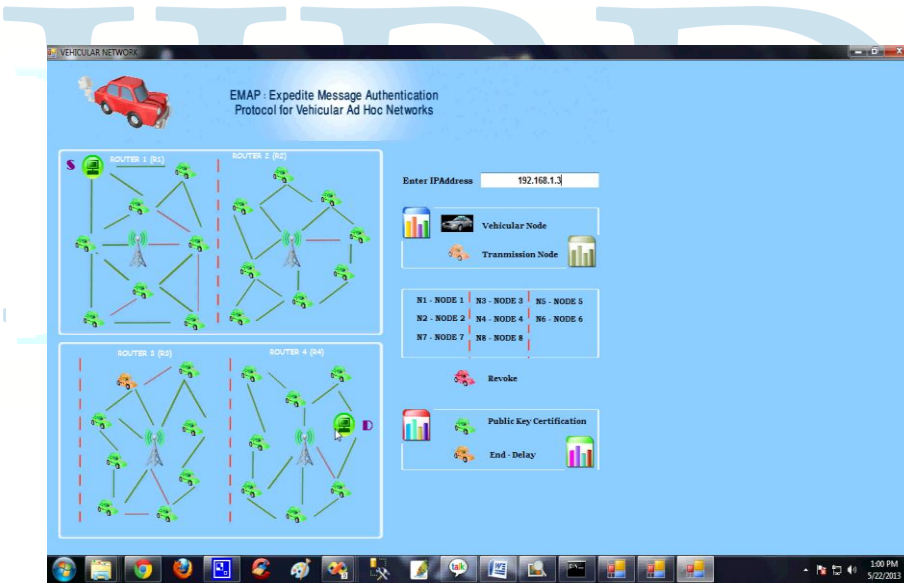 VEHICULAR NETWORK
EMAP : Expedite Message Authentication
Protocol for Vehicular Ad Hoc Networks
S
ROUTER 1 (R1)
ROUTER 2 (R2)
Enter IPAddress 192.168.1.3
Vehicular Node
Tranmission Node
N1 - NODE 1 N3 - NODE 3 N5 - NODE 5
N2 - NODE 2 N4 - NODE 4 N6 - NODE 6
N7 - NODE 7 N8 - NODE 8
ROUTER 3 (R3)
ROUTER 4 (R4)
D
Revoke
Public Key Certification
End - Delay
talk
1:00 PM
5/22/2013